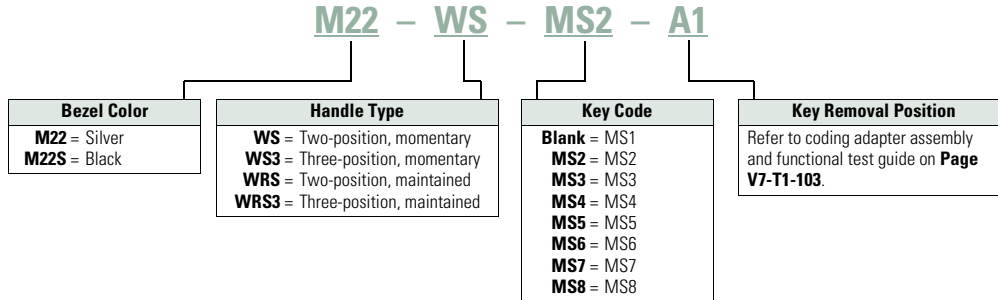 M22 – WS – MS2 – A1
Bezel Color
M22 = Silver
M22S = Black
Handle Type
WS = Two-position, momentary
WS3 = Three-position, momentary
WRS = Two-position, maintained
WRS3 = Three-position, maintained
Key Code
Blank = MS1
MS2 = MS2
MS3 = MS3
MS4 = MS4
MS5 = MS5
MS6 = MS6
MS7 = MS7
MS8 = MS8
Key Removal Position
Refer to coding adapter assembly
and functional test guide on Page
V7-T1-103.